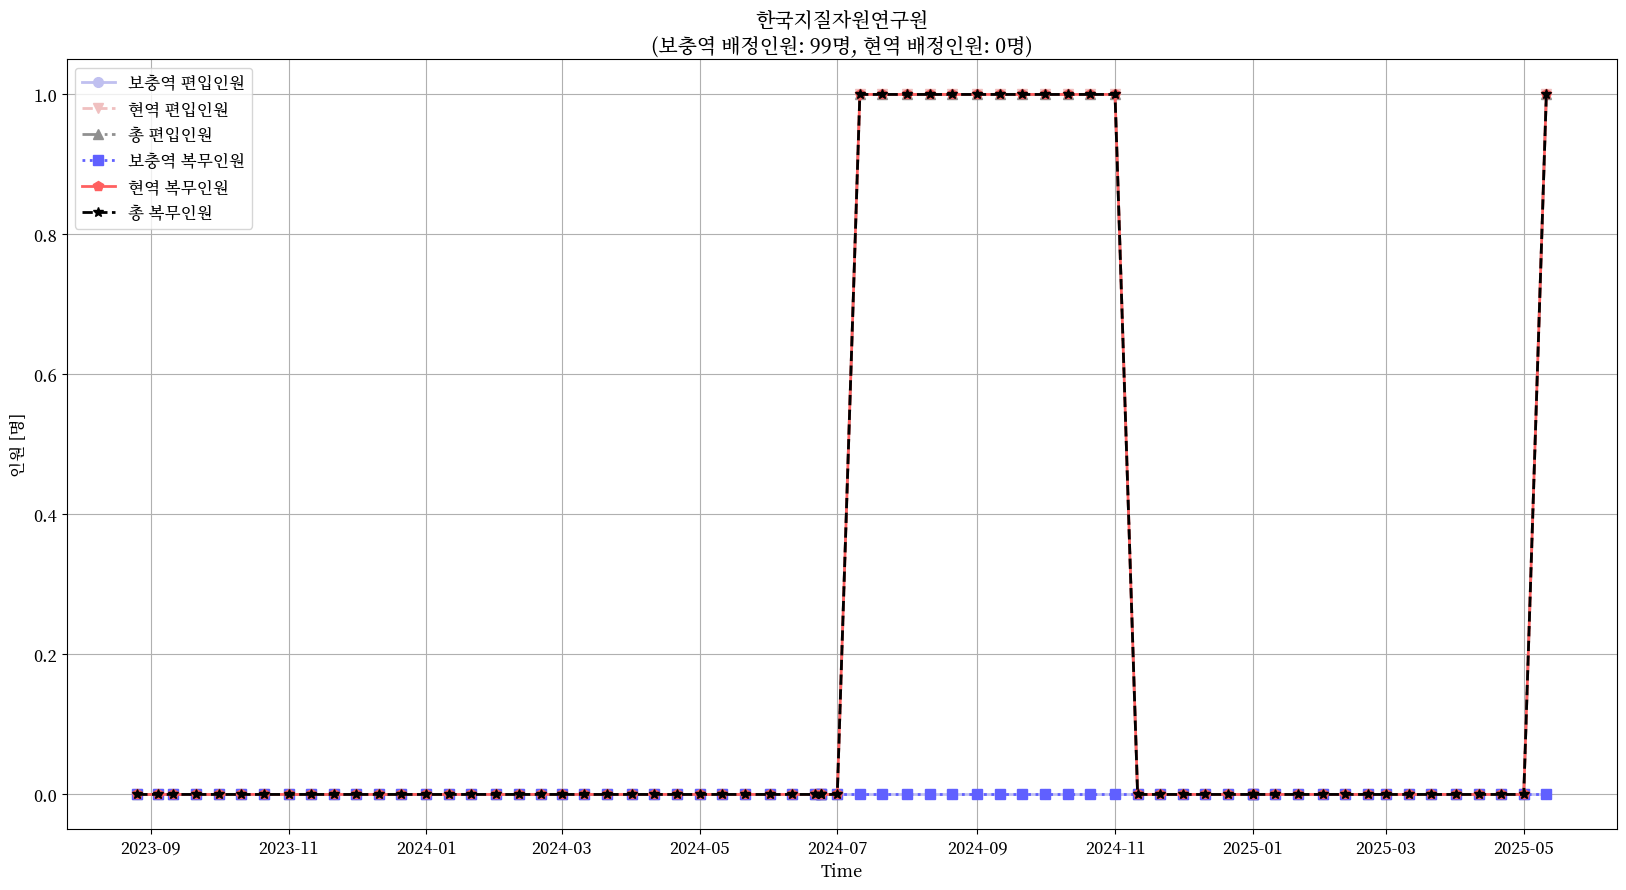 한국지질자원연구원
(보충역 배정인원: 99명, 현역 배정인원: 0명)
보충역 편입인원
현역 편입인원
총 편입인원
보충역 복무인원
현역 복무인원
총 복무인원
1.0
0.8
0.6
0.4
0.2
0.0
인원 [명]
2023-09 2023-11 2024-01 2024-03 2024-05 2024-07 2024-09 2024-11 2025-01 2025-03 2025-05
Time